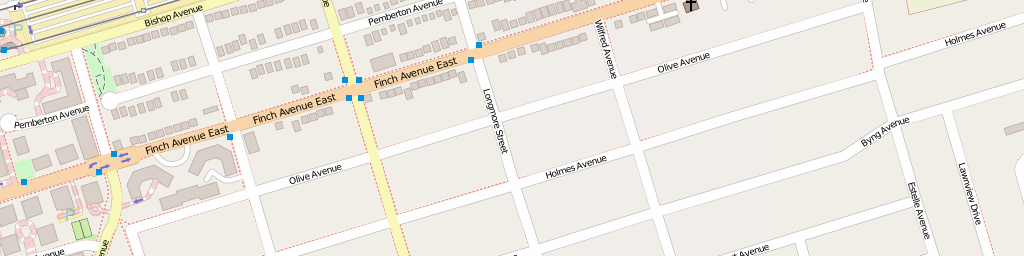 Bishop Avenue
Pemberton Avenue
Finch Avenue East
Wilfred Avenue
Olive Avenue
Holmes Avenue
Pemberton Avenue
Finch Avenue East
Finch Avenue East
Longmore Street
Olive Avenue
Holmes Avenue
Byng Avenue
Estelle Avenue
Lawnview Drive
Avenue